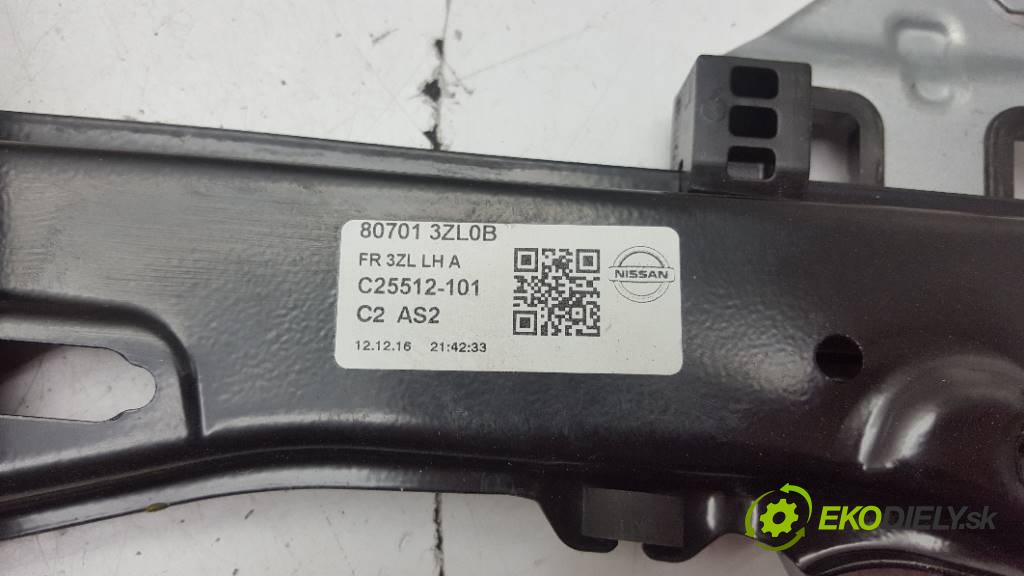 80701 3ZL0B
FR 3ZL LH A
C25512-101
C2 AS2
12.12.16 21:42:33
NISSAN
EKODIELY.sk